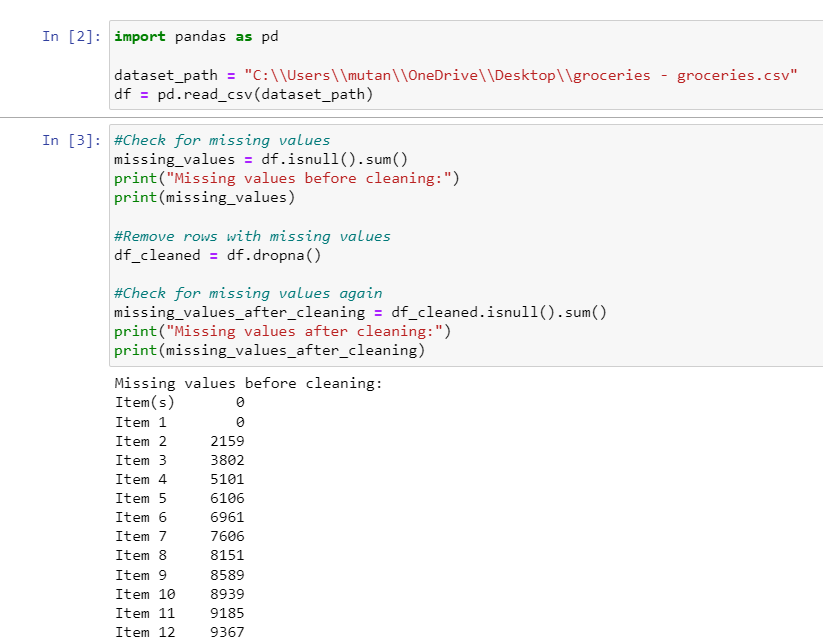 In [2]: import pandas as pd
dataset_path = "C:\\Users\\mutan\\OneDrive\\Desktop\\groceries - groceries.csv"
df = pd.read_csv(dataset_path)
In [3]: #Check for missing values
missing_values = df.isnull().sum()
print("Missing values before cleaning:")
print(missing_values)
#Remove rows with missing values
df_cleaned = df.dropna()
#Check for missing values again
missing_values_after_cleaning = df_cleaned.isnull().sum()
print("Missing values after cleaning:")
print(missing_values_after_cleaning)
Missing values before cleaning:
Item(s)       0
Item 1        0
Item 2     2159
Item 3     3802
Item 4     5101
Item 5     6106
Item 6     6961
Item 7     7606
Item 8     8151
Item 9     8589
Item 10    8939
Item 11    9185
Item 12    9367